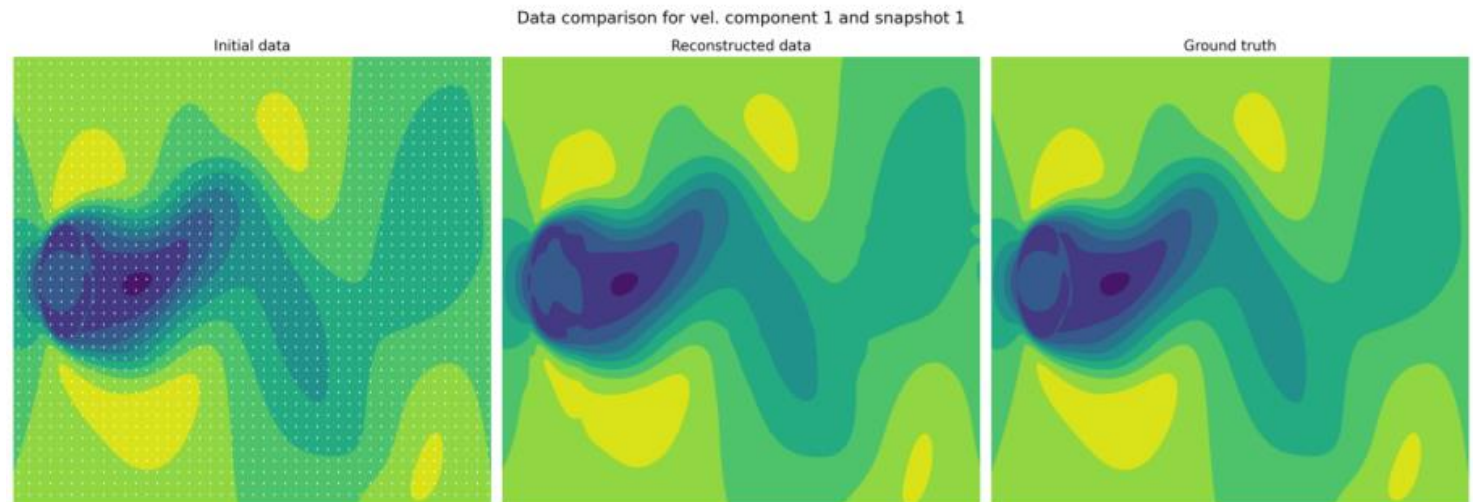 Data comparison for vel. component 1 and snapshot 1
Initial data
Reconstructed data
Ground truth